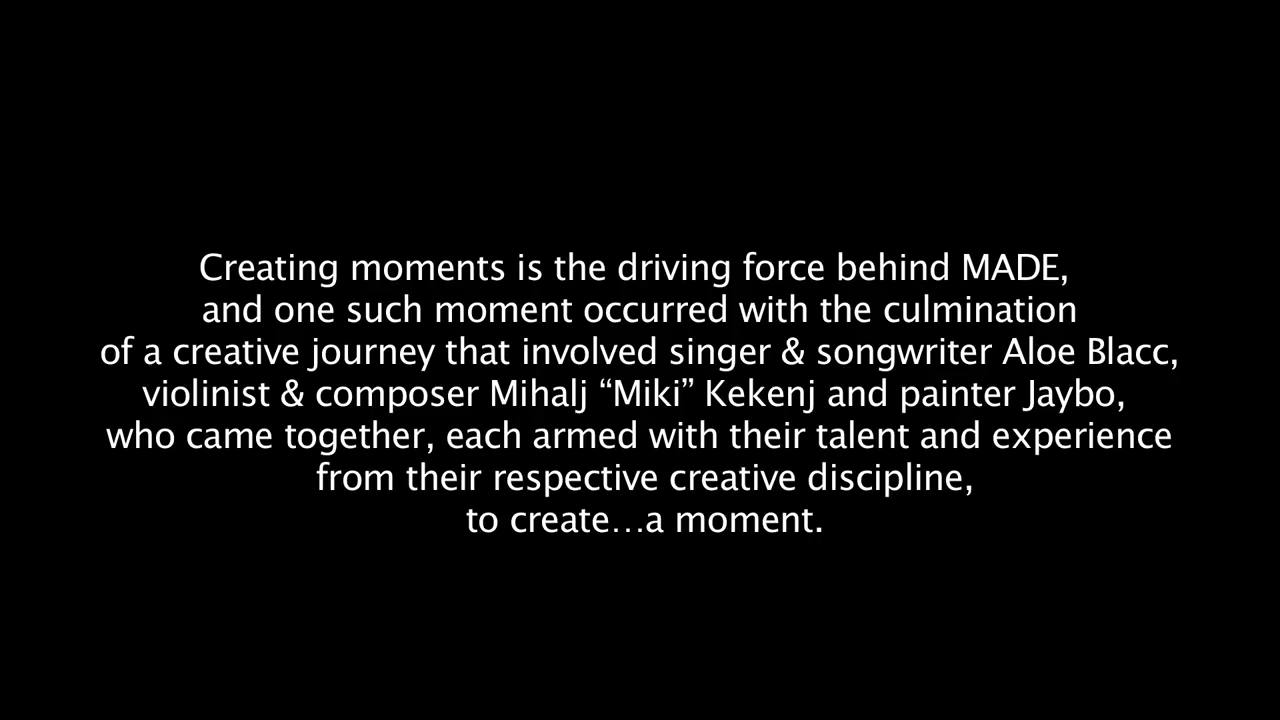 Creating moments is the driving force behind MADE,
and one such moment occurred with the culmination
of a creative journey that involved singer & songwriter Aloe Blacc,
violinist & composer Mihalj “Miki” Kekenj and painter Jaybo,
who came together, each armed with their talent and experience
from their respective creative discipline,
to create…a moment.